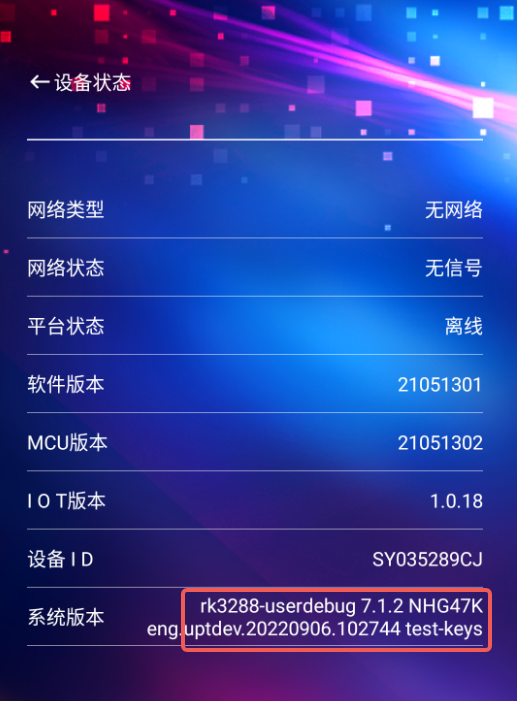 ←设备状态
网络类型 无网络
网络状态 无信号
平台状态 离线
软件版本 21051301
MCU版本 21051302
I O T版本 1.0.18
设备 I D SY035289CJ
系统版本 rk3288-userdebug 7.1.2 NHG47K
eng.uptdev.20220906.102744 test-keys